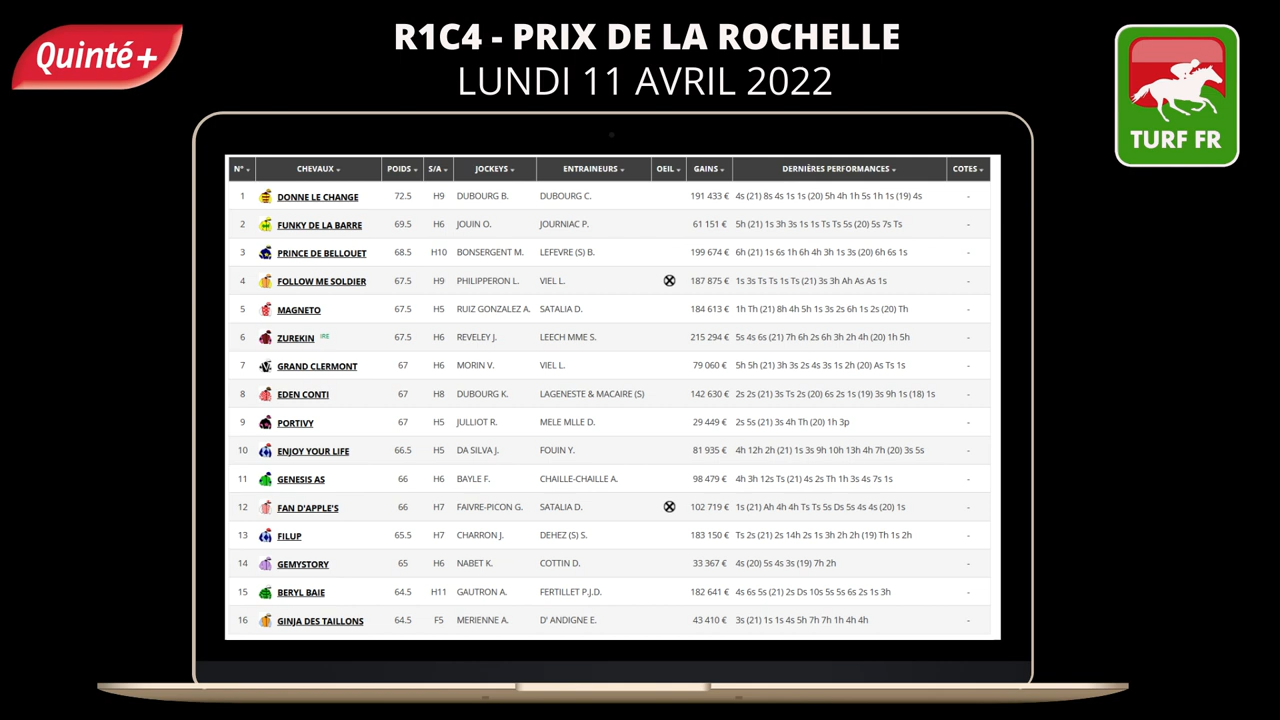 Quinté+
R1C4 - PRIX DE LA ROCHELLE
LUNDI 11 AVRIL 2022
TURF FR
N° CHEVAUX POIDS S/A JOCKEYS ENTRAINEURS OEIL GAINS DERNIÈRES PERFORMANCES COTES
1 DONNE LE CHANGE 72.5 H9 DUBOURG B. DUBOURG C. 191 433 € 4s (21) 8s 4s 1s 1s (20) 5h 4h 1h 5s 1h 1s (19) 4s -
2 FUNKY DE LA BARRE 69.5 H6 JOUIN O. JOURNIAC P. 61 151 € 5h (21) 1s 3h 3s 1s 1s Ts Ts 5s (20) 5s 7s Ts -
3 PRINCE DE BELLOUET 68.5 H10 BONSERGENT M. LEFEVRE (S) B. 199 674 € 6h (21) 1s 6s 1h 6h 4h 3h 1s 3s (20) 6h 6s 1s -
4 FOLLOW ME SOLDIER 67.5 H9 PHILIPPERON L. VIEL L. 187 875 € 1s 3s Ts Ts 1s Ts (21) 3s 3h Ah As As 1s -
5 MAGNETO 67.5 H5 RUIZ GONZALEZ A. SATALIA D. 184 613 € 1h Th (21) 8h 4h 5h 1s 3s 2s 6h 1s 2s (20) Th -
6 ZUREKIN IRE 67.5 H6 REVELEY J. LEECH MME S. 215 294 € 5s 4s 6s (21) 7h 6h 2s 6h 3h 2h 4h (20) 1h 5h -
7 GRAND CLERMONT 67 H6 MORIN V. VIEL L. 79 060 € 5h 5h (21) 3h 3s 2s 4s 3s 1s 2h (20) As Ts 1s -
8 EDEN CONTI 67 H8 DUBOURG K. LAGENESTE & MACAIRE (S) 142 630 € 2s 2s (21) 3s Ts 2s (20) 6s 2s 1s (19) 3s 9h 1s (18) 1s -
9 PORTIVY 67 H5 JULLIOT R. MELE MLLE D. 29 449 € 2s 5s (21) 3s 4h Th (20) 1h 3p -
10 ENJOY YOUR LIFE 66.5 H5 DA SILVA J. FOUIN Y. 81 935 € 4h 12h 2h (21) 1s 3s 9h 10h 13h 4h 7h (20) 3s 5s -
11 GENESIS AS 66 H6 BAYLE F. CHAILLE-CHAILLE A. 98 479 € 4h 3h 12s Ts (21) 4s 2s Th 1h 3s 4s 7s 1s -
12 FAN D'APPLE'S 66 H7 FAIVRE-PICON G. SATALIA D. 102 719 € 1s (21) Ah 4h 4h Ts Ts 5s Ds 5s 4s 4s (20) 1s -
13 FILUP 65.5 H7 CHARRON J. DEHEZ (S) S. 183 150 € Ts 2s (21) 2s 14h 2s 1s 3h 2h 2h (19) Th 1s 2h -
14 GEMYSTORY 65 H6 NABET K. COTTIN D. 33 367 € 4s (20) 5s 4s 3s (19) 7h 2h -
15 BERYL BAIE 64.5 H11 GAUTRON A. FERTILLET P.J.D. 182 641 € 4s 6s 5s (21) 2s Ds 10s 5s 5s 6s 2s 1s 3h -
16 GINJA DES TAILLONS 64.5 F5 MERIENNE A. D' ANDIGNE E. 43 410 € 3s (21) 1s 1s 4s 5h 7h 7h 1h 4h 4h -